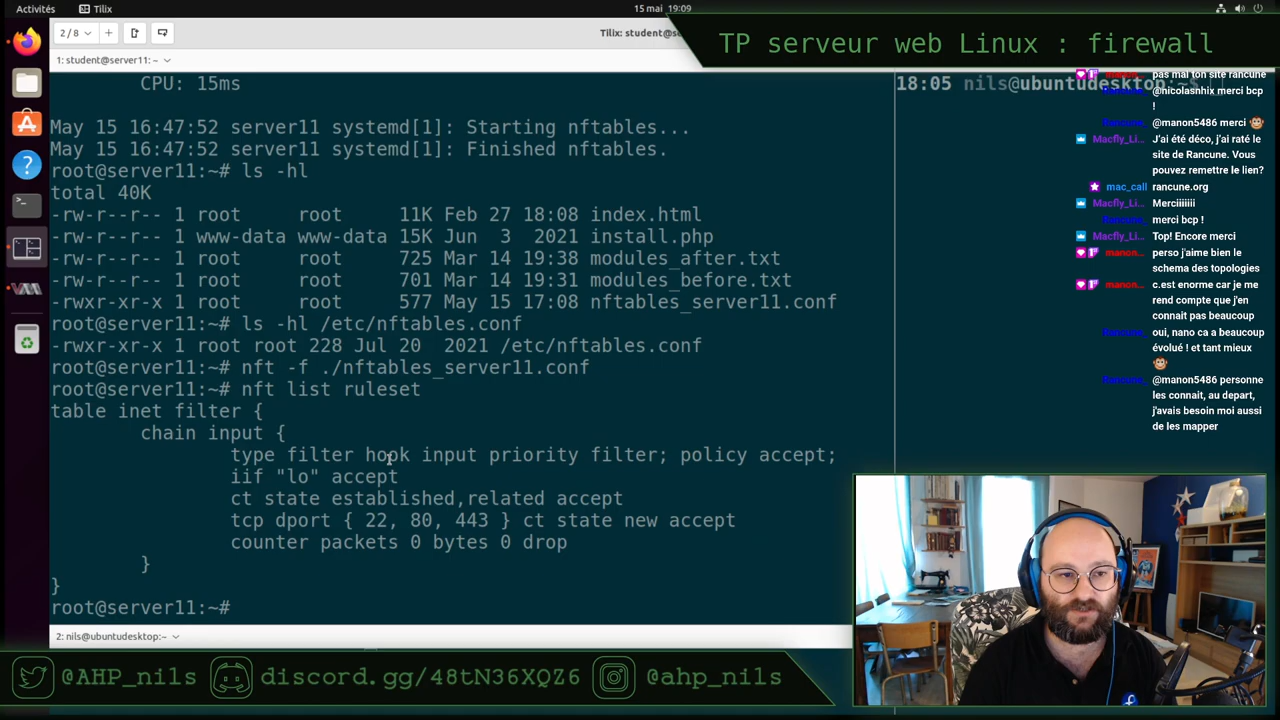 Activités
Tilix
15 mai 19:09
2/8
Tilix: student@se
TP serveur web Linux : firewall
1: student@server11: ~
CPU: 15ms
May 15 16:47:52 server11 systemd[1]: Starting nftables...
May 15 16:47:52 server11 systemd[1]: Finished nftables.
root@server11:~# ls -hl
total 40K
-rw-r--r-- 1 root     root      11K Feb 27 18:08 index.html
-rw-r--r-- 1 www-data www-data 15K Jun  3  2021 install.php
-rw-r--r-- 1 root     root      725 Mar 14 19:38 modules_after.txt
-rw-r--r-- 1 root     root      701 Mar 14 19:31 modules_before.txt
-rwxr-xr-x 1 root     root      577 May 15 17:08 nftables_server11.conf
root@server11:~# ls -hl /etc/nftables.conf
-rwxr-xr-x 1 root root 228 Jul 20  2021 /etc/nftables.conf
root@server11:~# nft -f ./nftables_server11.conf
root@server11:~# nft list ruleset
table inet filter {
chain input {
type filter hook input priority filter; policy accept;
iif "lo" accept
ct state established,related accept
tcp dport { 22, 80, 443 } ct state new accept
counter packets 0 bytes 0 drop
}
}
root@server11:~#
2: nils@ubuntudesktop:~
18:05 nils@ubuntudesktop:~$
pas mal ton site rancune
@nicolasnhix merci bcp
!
@manon5486 merci
Macfly_Li... J'ai été déco, j'ai raté le
site de Rancune. Vous
pouvez remettre le lien?
mac_call rancune.org
Macfly_Li... Merciiiiiii
Rancune_ merci bcp !
Macfly_Li... Top! Encore merci
manon... perso j'aime bien le
schema des topologies
manon... c.est enorme car je me
rend compte que j'en
connait pas beaucoup
Rancune_ oui, nano ca a beaucoup
évolué ! et tant mieux
Rancune_ @manon5486 personne
les connait, au depart,
j'avais besoin moi aussi
de les mapper
@AHP_nils
discord.gg/48tN36XQZ6
@ahp_nils